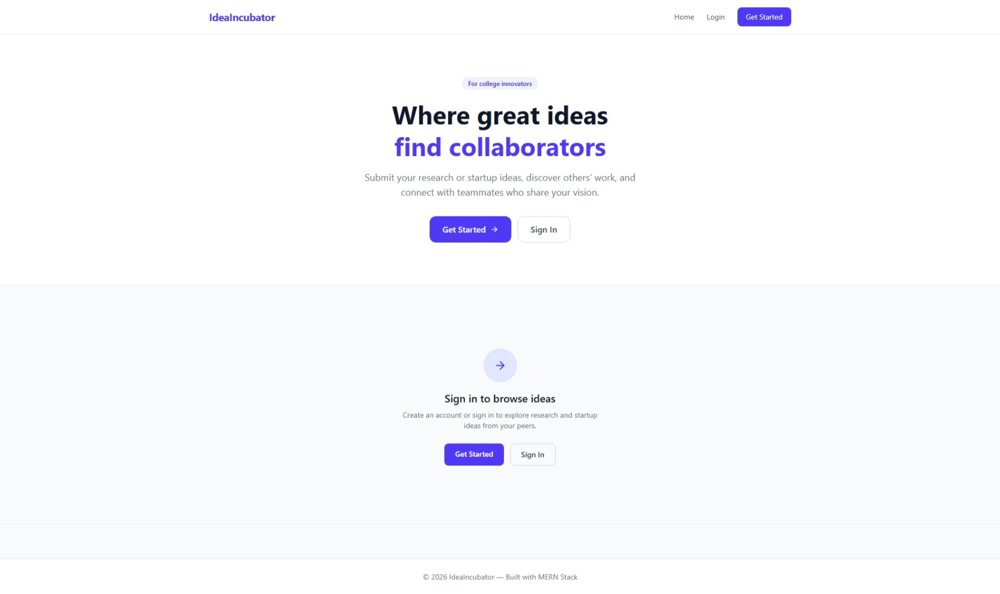 IdeaIncubator
Home
Login
Get Started
For college innovators
Where great ideas
find collaborators
Submit your research or startup ideas, discover others' work, and
connect with teammates who share your vision.
Get Started →
Sign In
→
Sign in to browse ideas
Create an account or sign in to explore research and startup
ideas from your peers.
Get Started
Sign In
© 2026 IdeaIncubator — Built with MERN Stack